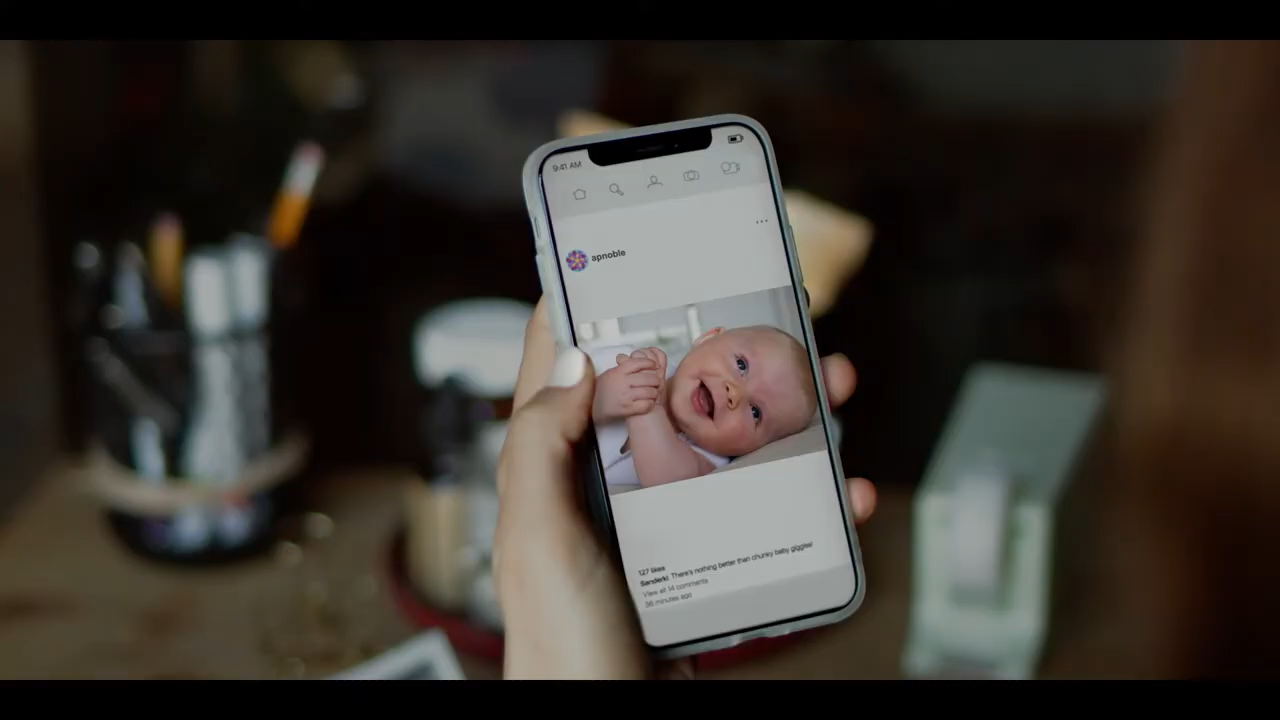 9:41 AM
apnoble
127 likes
Sanderki There's nothing better than chunky baby giggles!
View all 14 comments
36 minutes ago